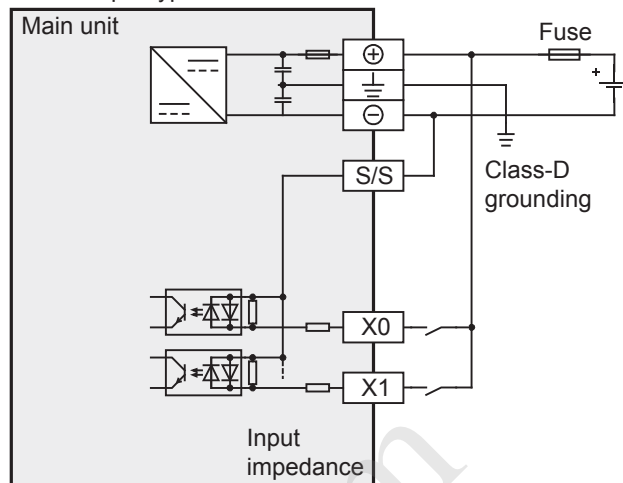 Main unit
Fuse
+
S/S
Class-D
grounding
X0
X1
Input
impedance